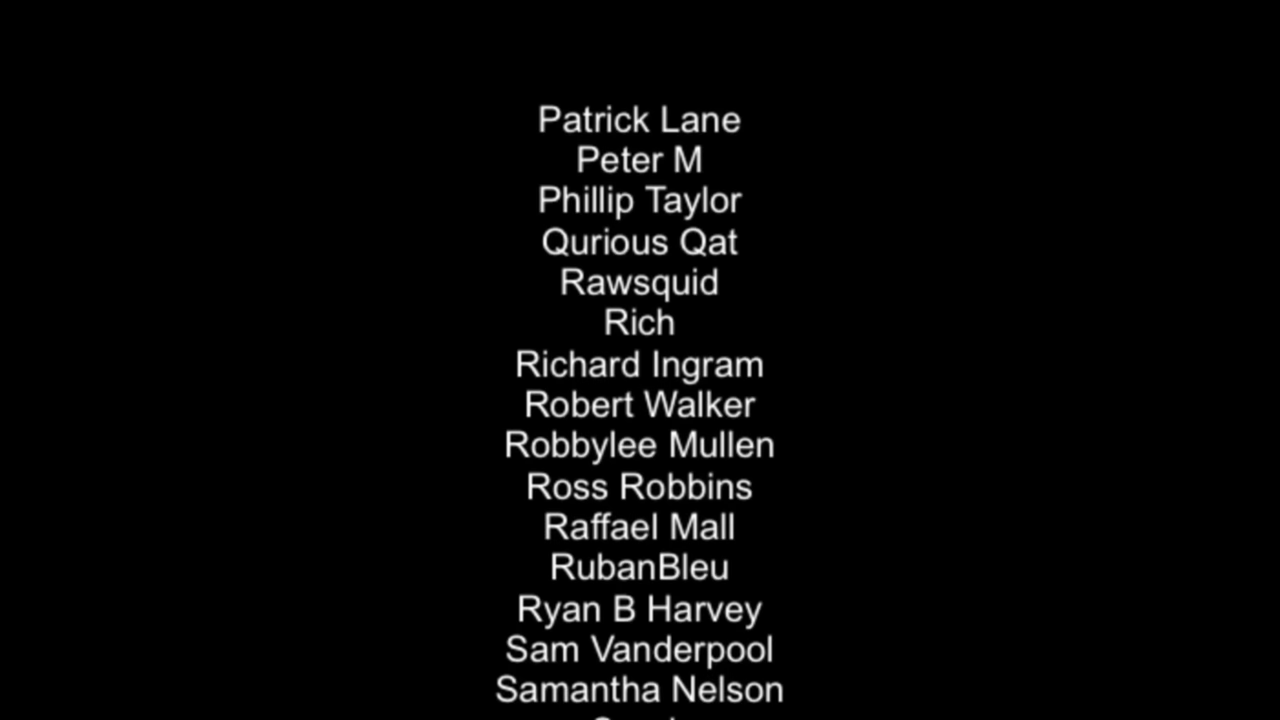 Patrick Lane
Peter M
Phillip Taylor
Qurious Qat
Rawsquid
Rich
Richard Ingram
Robert Walker
Robbylee Mullen
Ross Robbins
Raffael Mall
RubanBleu
Ryan B Harvey
Sam Vanderpool
Samantha Nelson